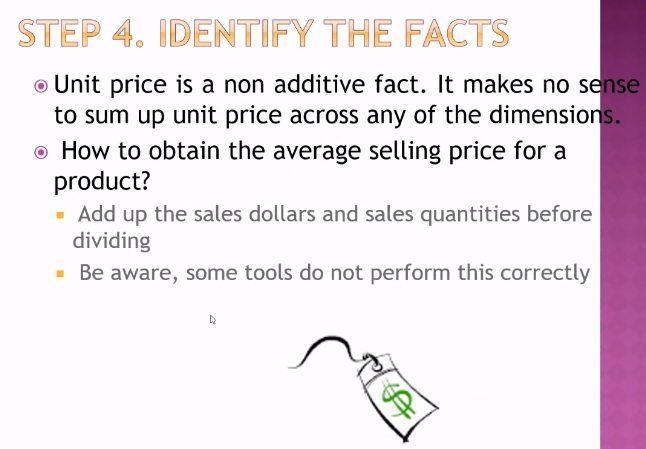 STEP 4. IDENTIFY THE FACTS
Unit price is a non additive fact. It makes no sense
to sum up unit price across any of the dimensions.
How to obtain the average selling price for a
product?
Add up the sales dollars and sales quantities before
dividing
Be aware, some tools do not perform this correctly
$